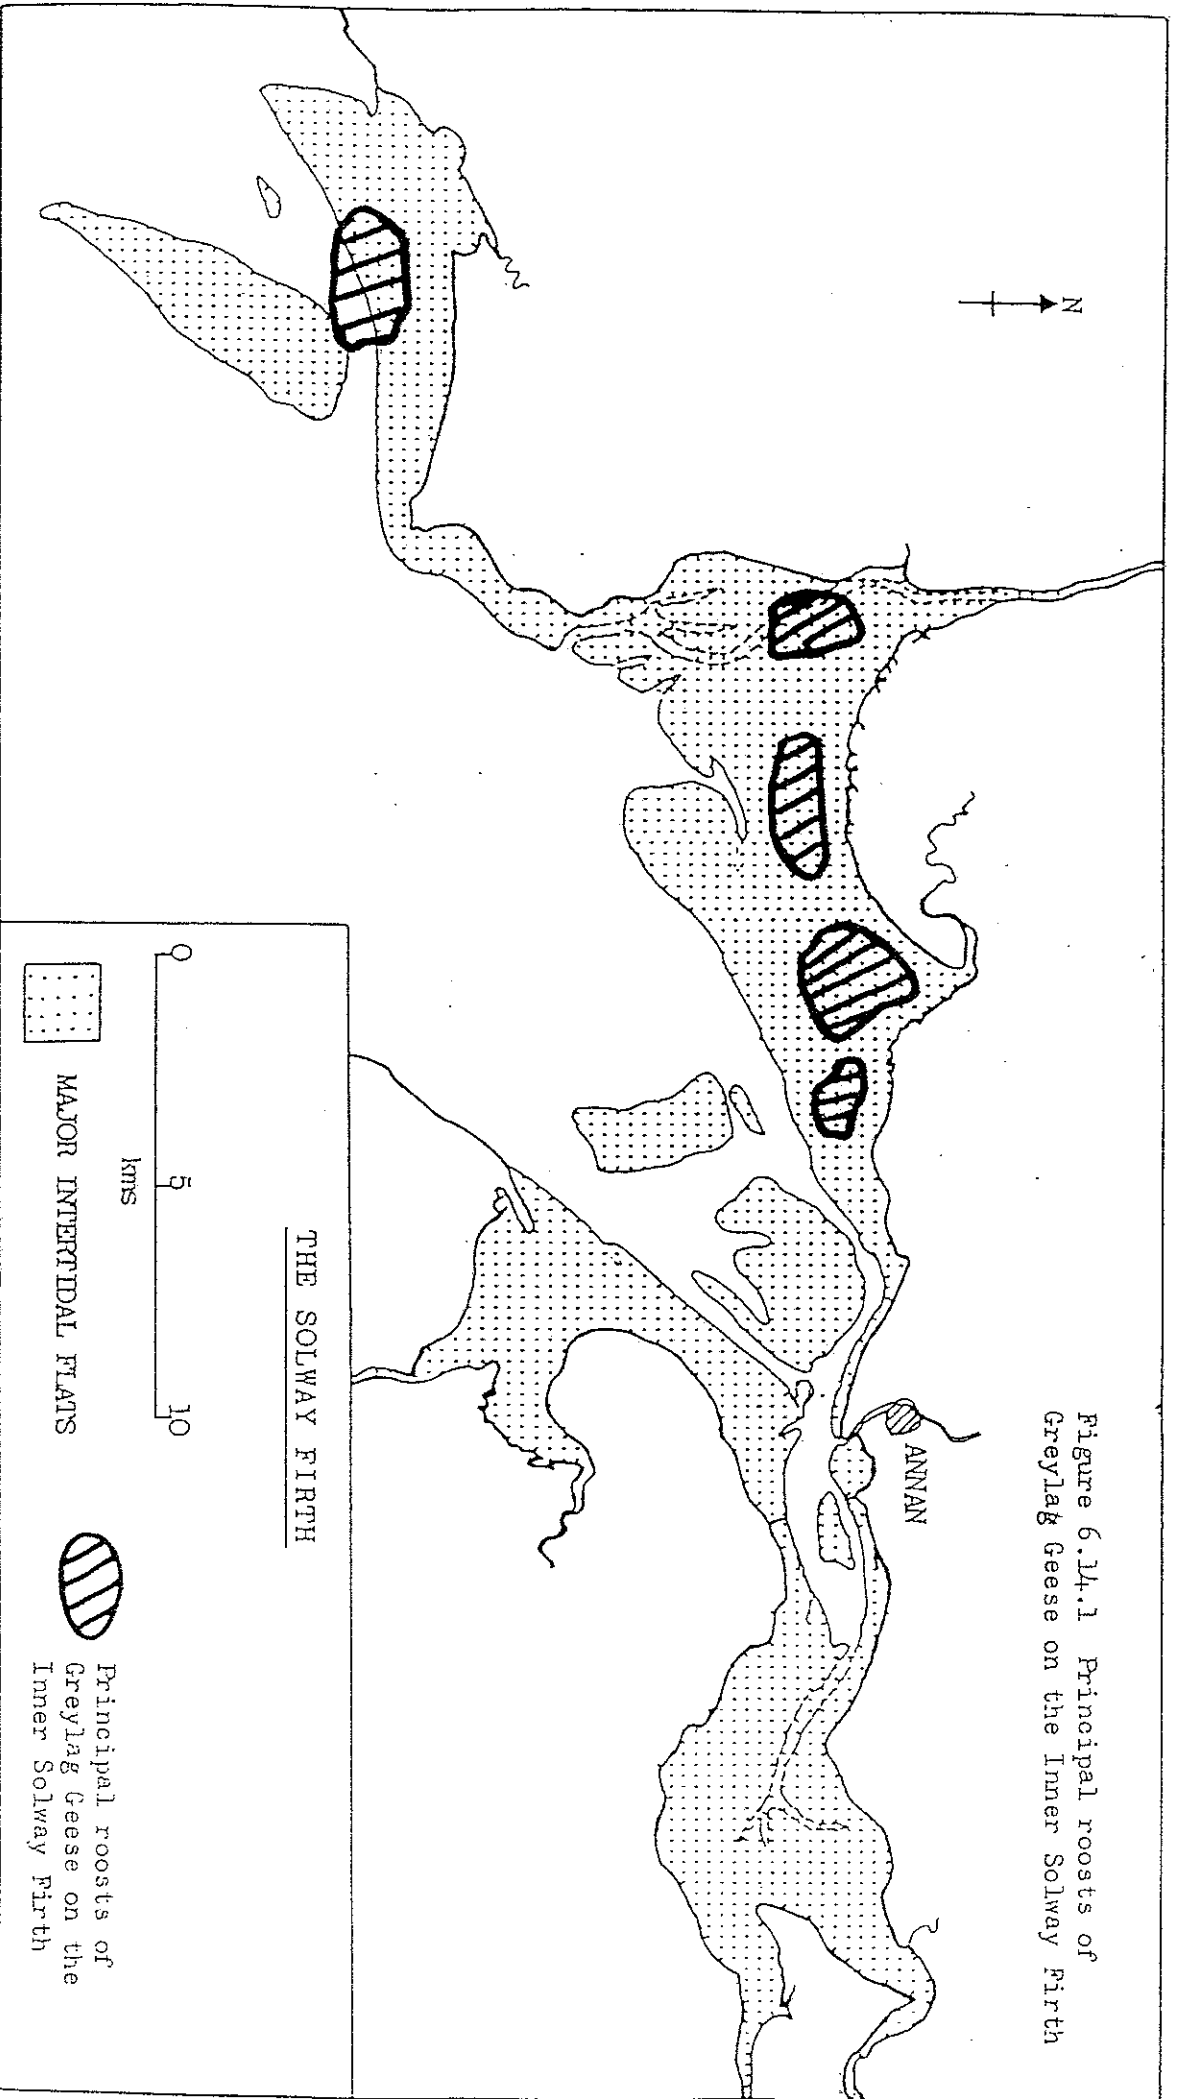 Figure 6.14.1 Principal roosts of
Greylag Geese on the Inner Solway Firth
N
ANNAN
THE SOLWAY FIRTH
0 5 10
kms
MAJOR INTERTIDAL FLATS
Principal roosts of
Greylag Geese on the
Inner Solway Firth